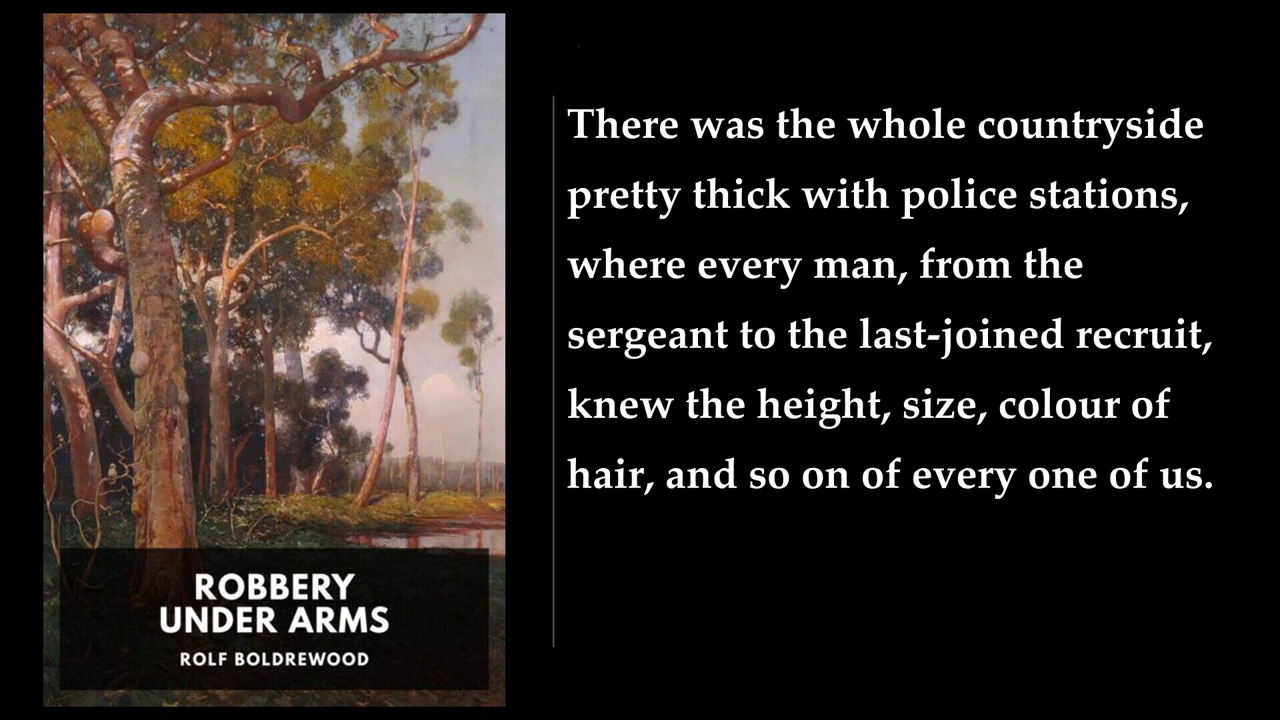 There was the whole countryside
pretty thick with police stations,
where every man, from the
sergeant to the last-joined recruit,
knew the height, size, colour of
hair, and so on of every one of us.
ROBBERY
UNDER ARMS
ROLF BOLDREWOOD